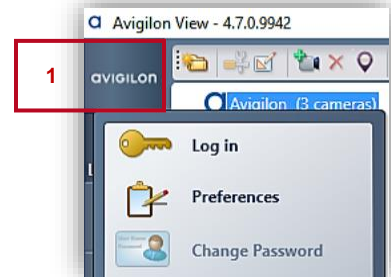 Avigilon View - 4.7.0.9942
1
avigilon
Avigilon (3 cameras)
Log in
Preferences
Change Password